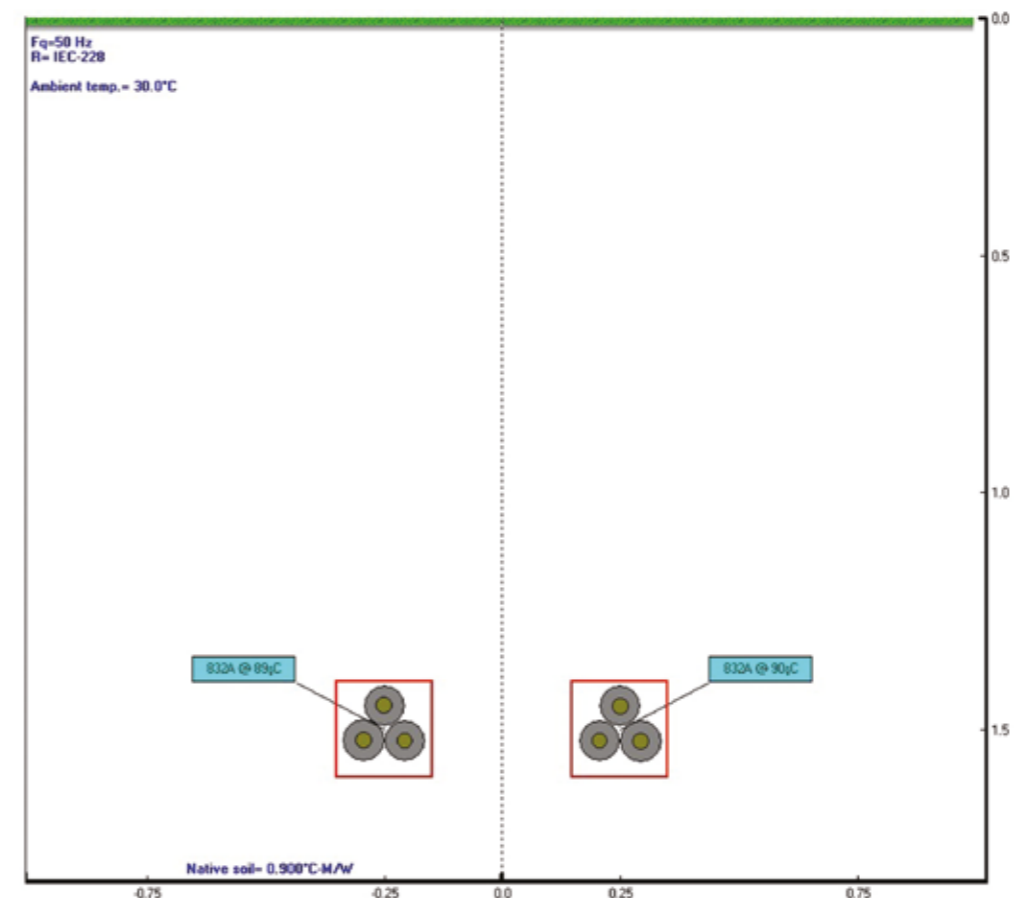 Fq=50 Hz
R= IEC-228
Ambient temp.= 30.0°C
0.0
0.5
1.0
1.5
832A @ 89¡C
832A @ 90¡C
Native soil= 0.900°C-M/W
-0.75
-0.25
0.0
0.25
0.75